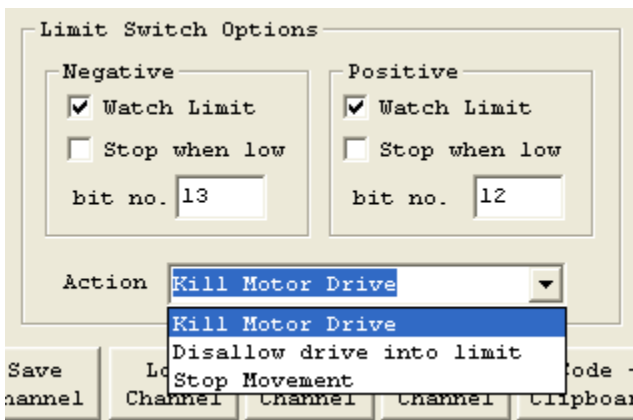 Limit Switch Options
Negative
Positive
Watch Limit
Watch Limit
Stop when low
Stop when low
bit no. 13
bit no. 12
Action Kill Motor Drive
Kill Motor Drive
Disallow drive into limit
Stop Movement
Save
Channel
Channel
Channel